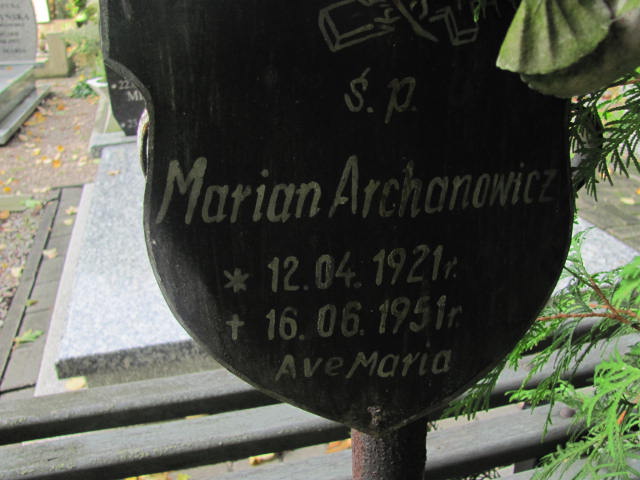 ś. p.
Marian Archanowicz
* 12.04. 1921r.
+ 16.06. 1951r.
Ave Maria